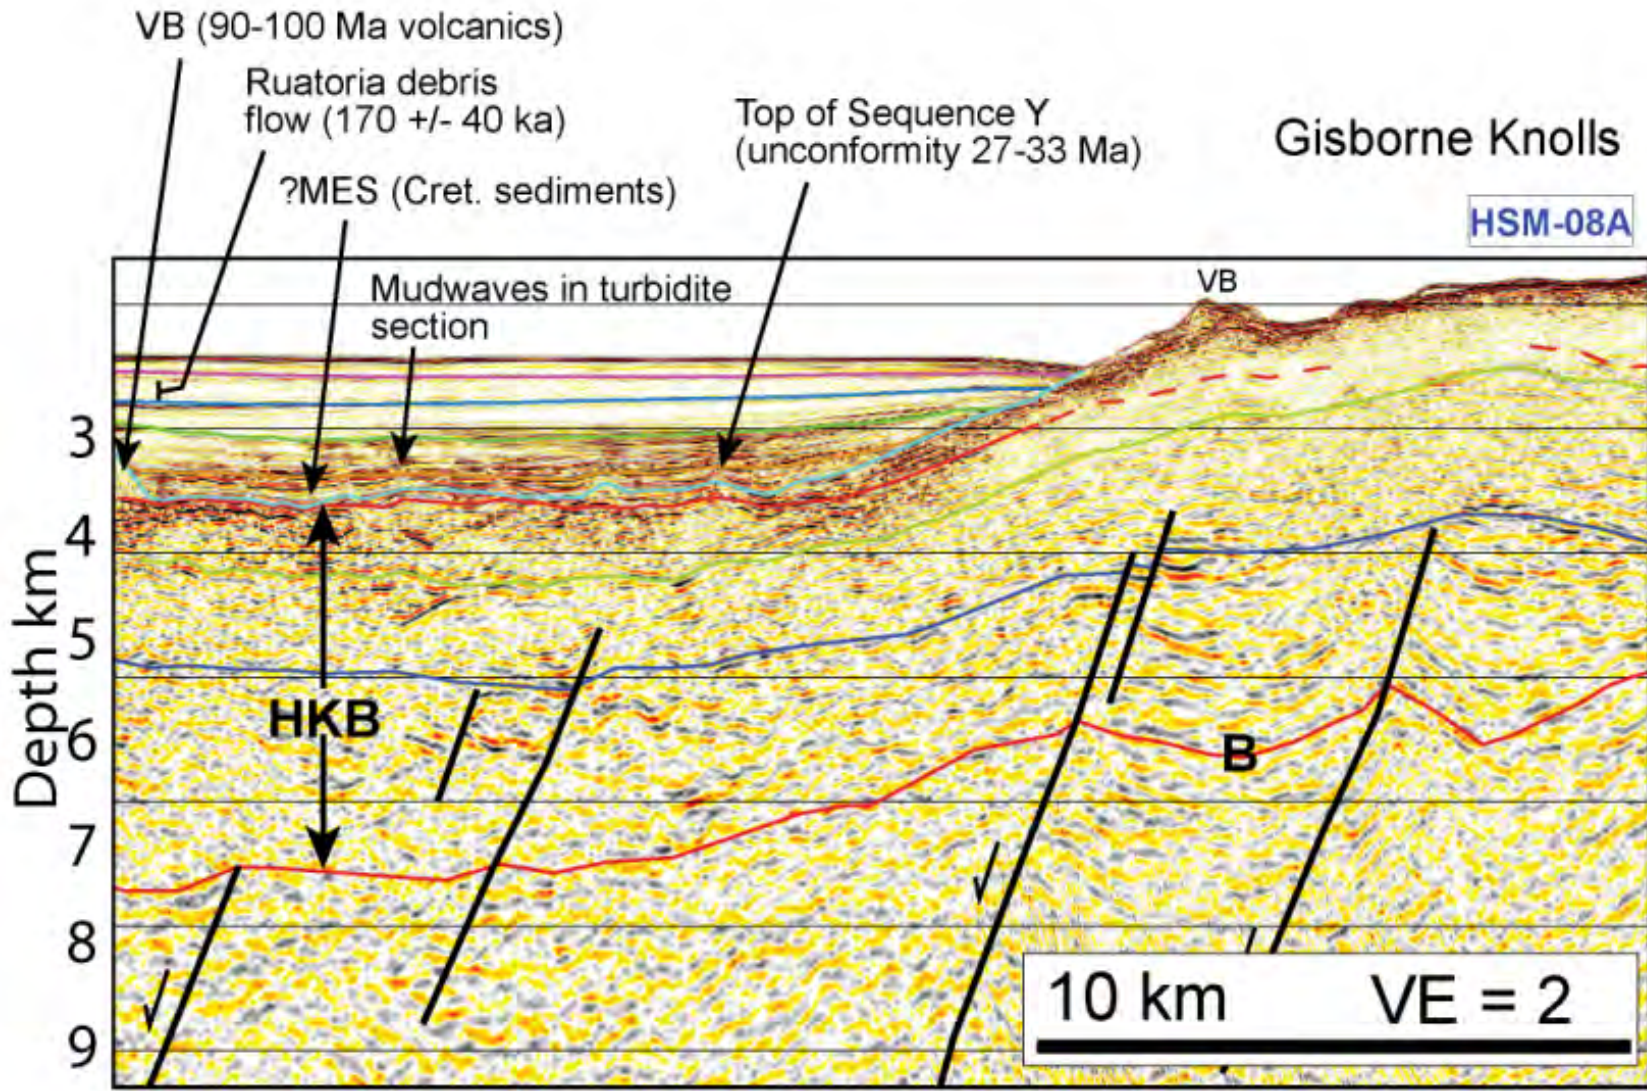 VB (90-100 Ma volcanics)
Ruatoria debris
flow (170 +/- 40 ka)
Top of Sequence Y
(unconformity 27-33 Ma)
Gisborne Knolls
?MES (Cret. sediments)
HSM-08A
Mudwaves in turbidite
section
VB
Depth km
3
4
5
6
7
8
9
HKB
B
10 km VE = 2